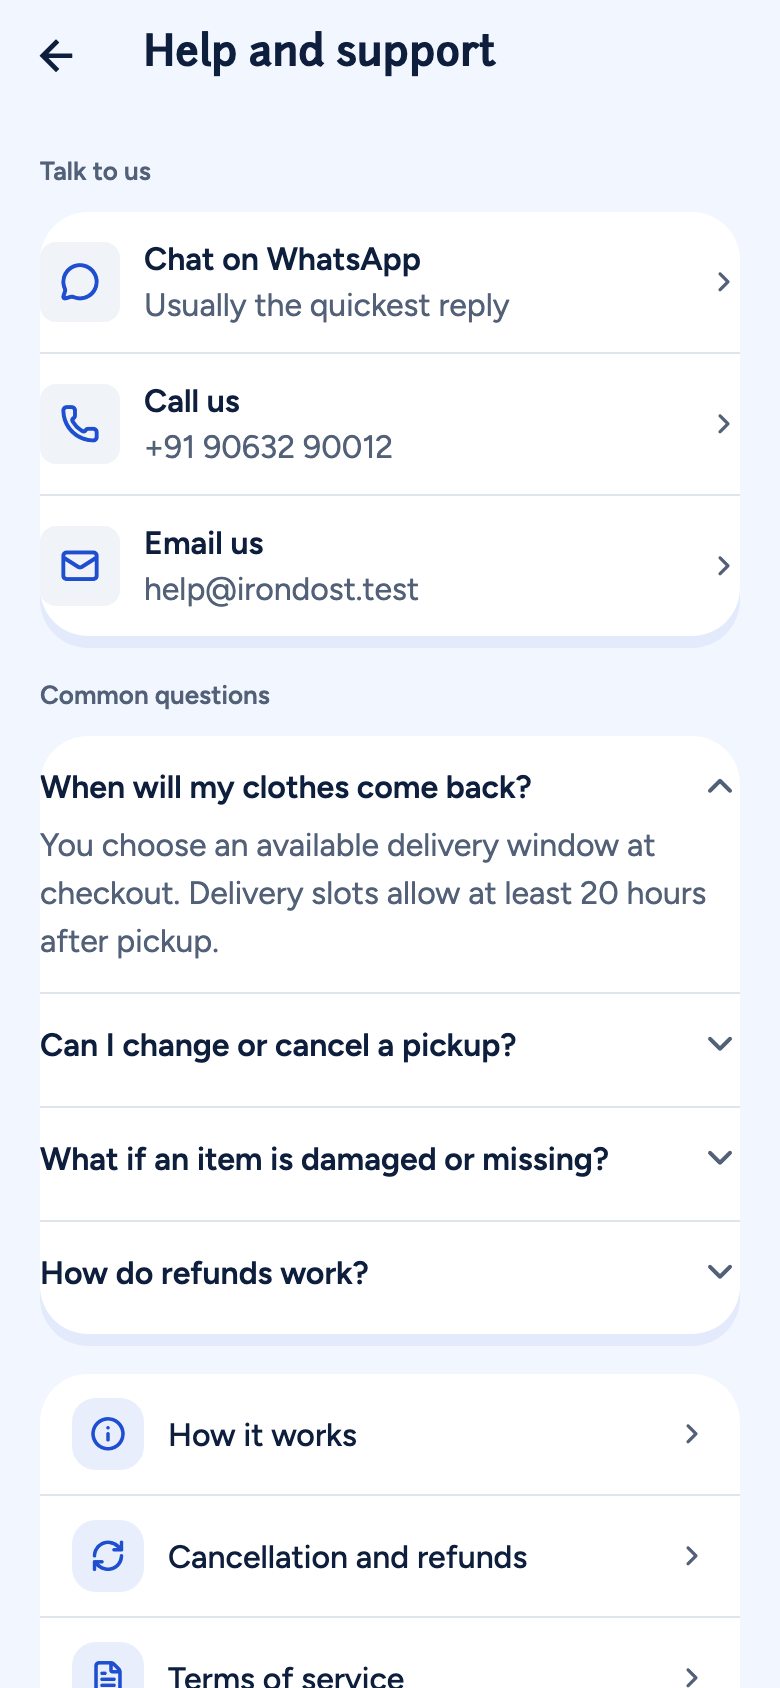 Help and support
Talk to us
Chat on WhatsApp
Usually the quickest reply
Call us
+91 90632 90012
Email us
help@irondost.test
Common questions
When will my clothes come back?
You choose an available delivery window at
checkout. Delivery slots allow at least 20 hours
after pickup.
Can I change or cancel a pickup?
What if an item is damaged or missing?
How do refunds work?
How it works
Cancellation and refunds
Terms of service